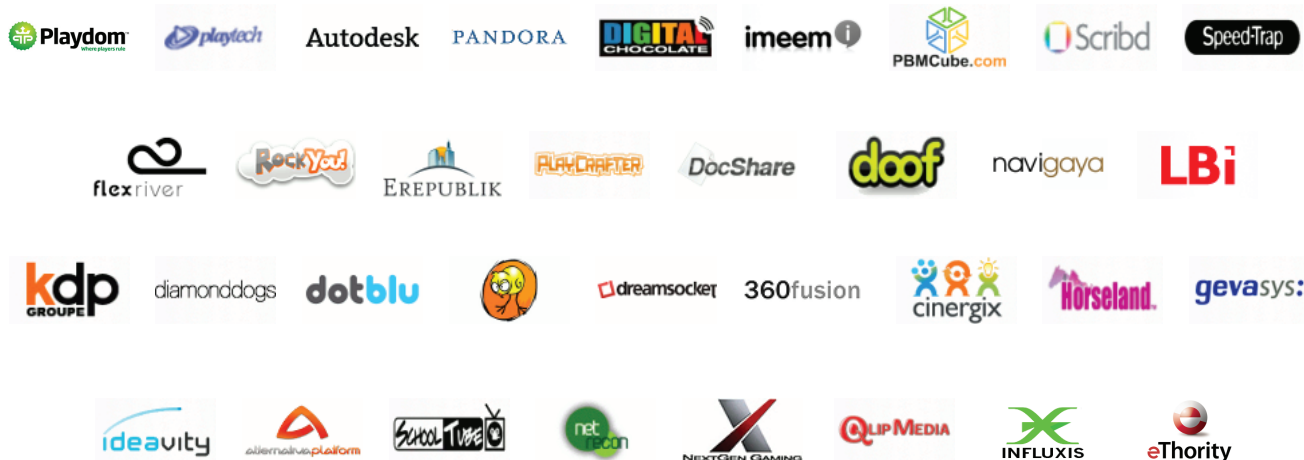 Playdom
Where players rule
playtech
Autodesk
PANDORA
DIGITAL
CHOCOLATE
imeem i
PBMCube.com
Scribd
Speed-Trap
flexriver
RockYou!
EREPUBLIK
PLAYCRAFTER
DocShare
doof
navigaya
LBi
kdp
GROUPE
diamonddogs
dotblu
dreamsocket
360fusion
cinergix
Horseland
gevasys:
ideavity
alternativaplatform
SCHOOL TUBE
net
recon
NEXTGEN GAMING
QLIP MEDIA
INFLUXIS
eThority